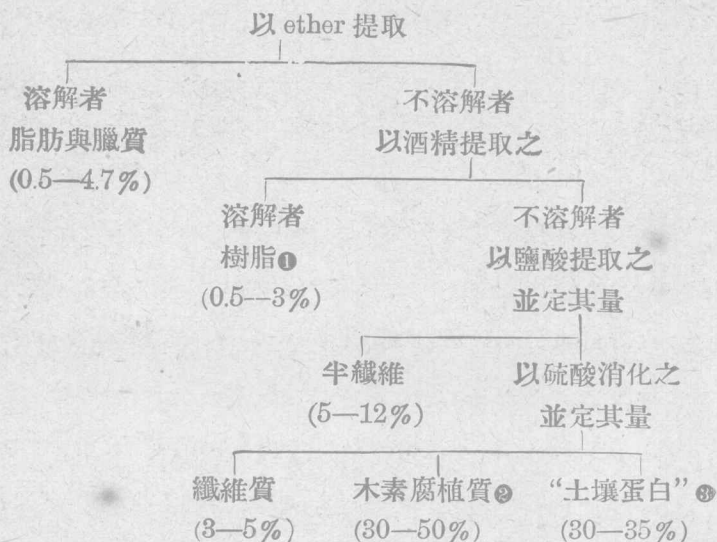 以 ether 提取
溶解者 不溶解者
脂肪與臘質 以酒精提取之
(0.5—4.7%)
溶解者 不溶解者
樹脂❶ 以鹽酸提取之
(0.5--3%) 並定其量
半纖維 以硫酸消化之
(5—12%) 並定其量
纖維質 木素腐植質❷ “土壤蛋白”❸
(3—5%) (30—50%) (30—35%)